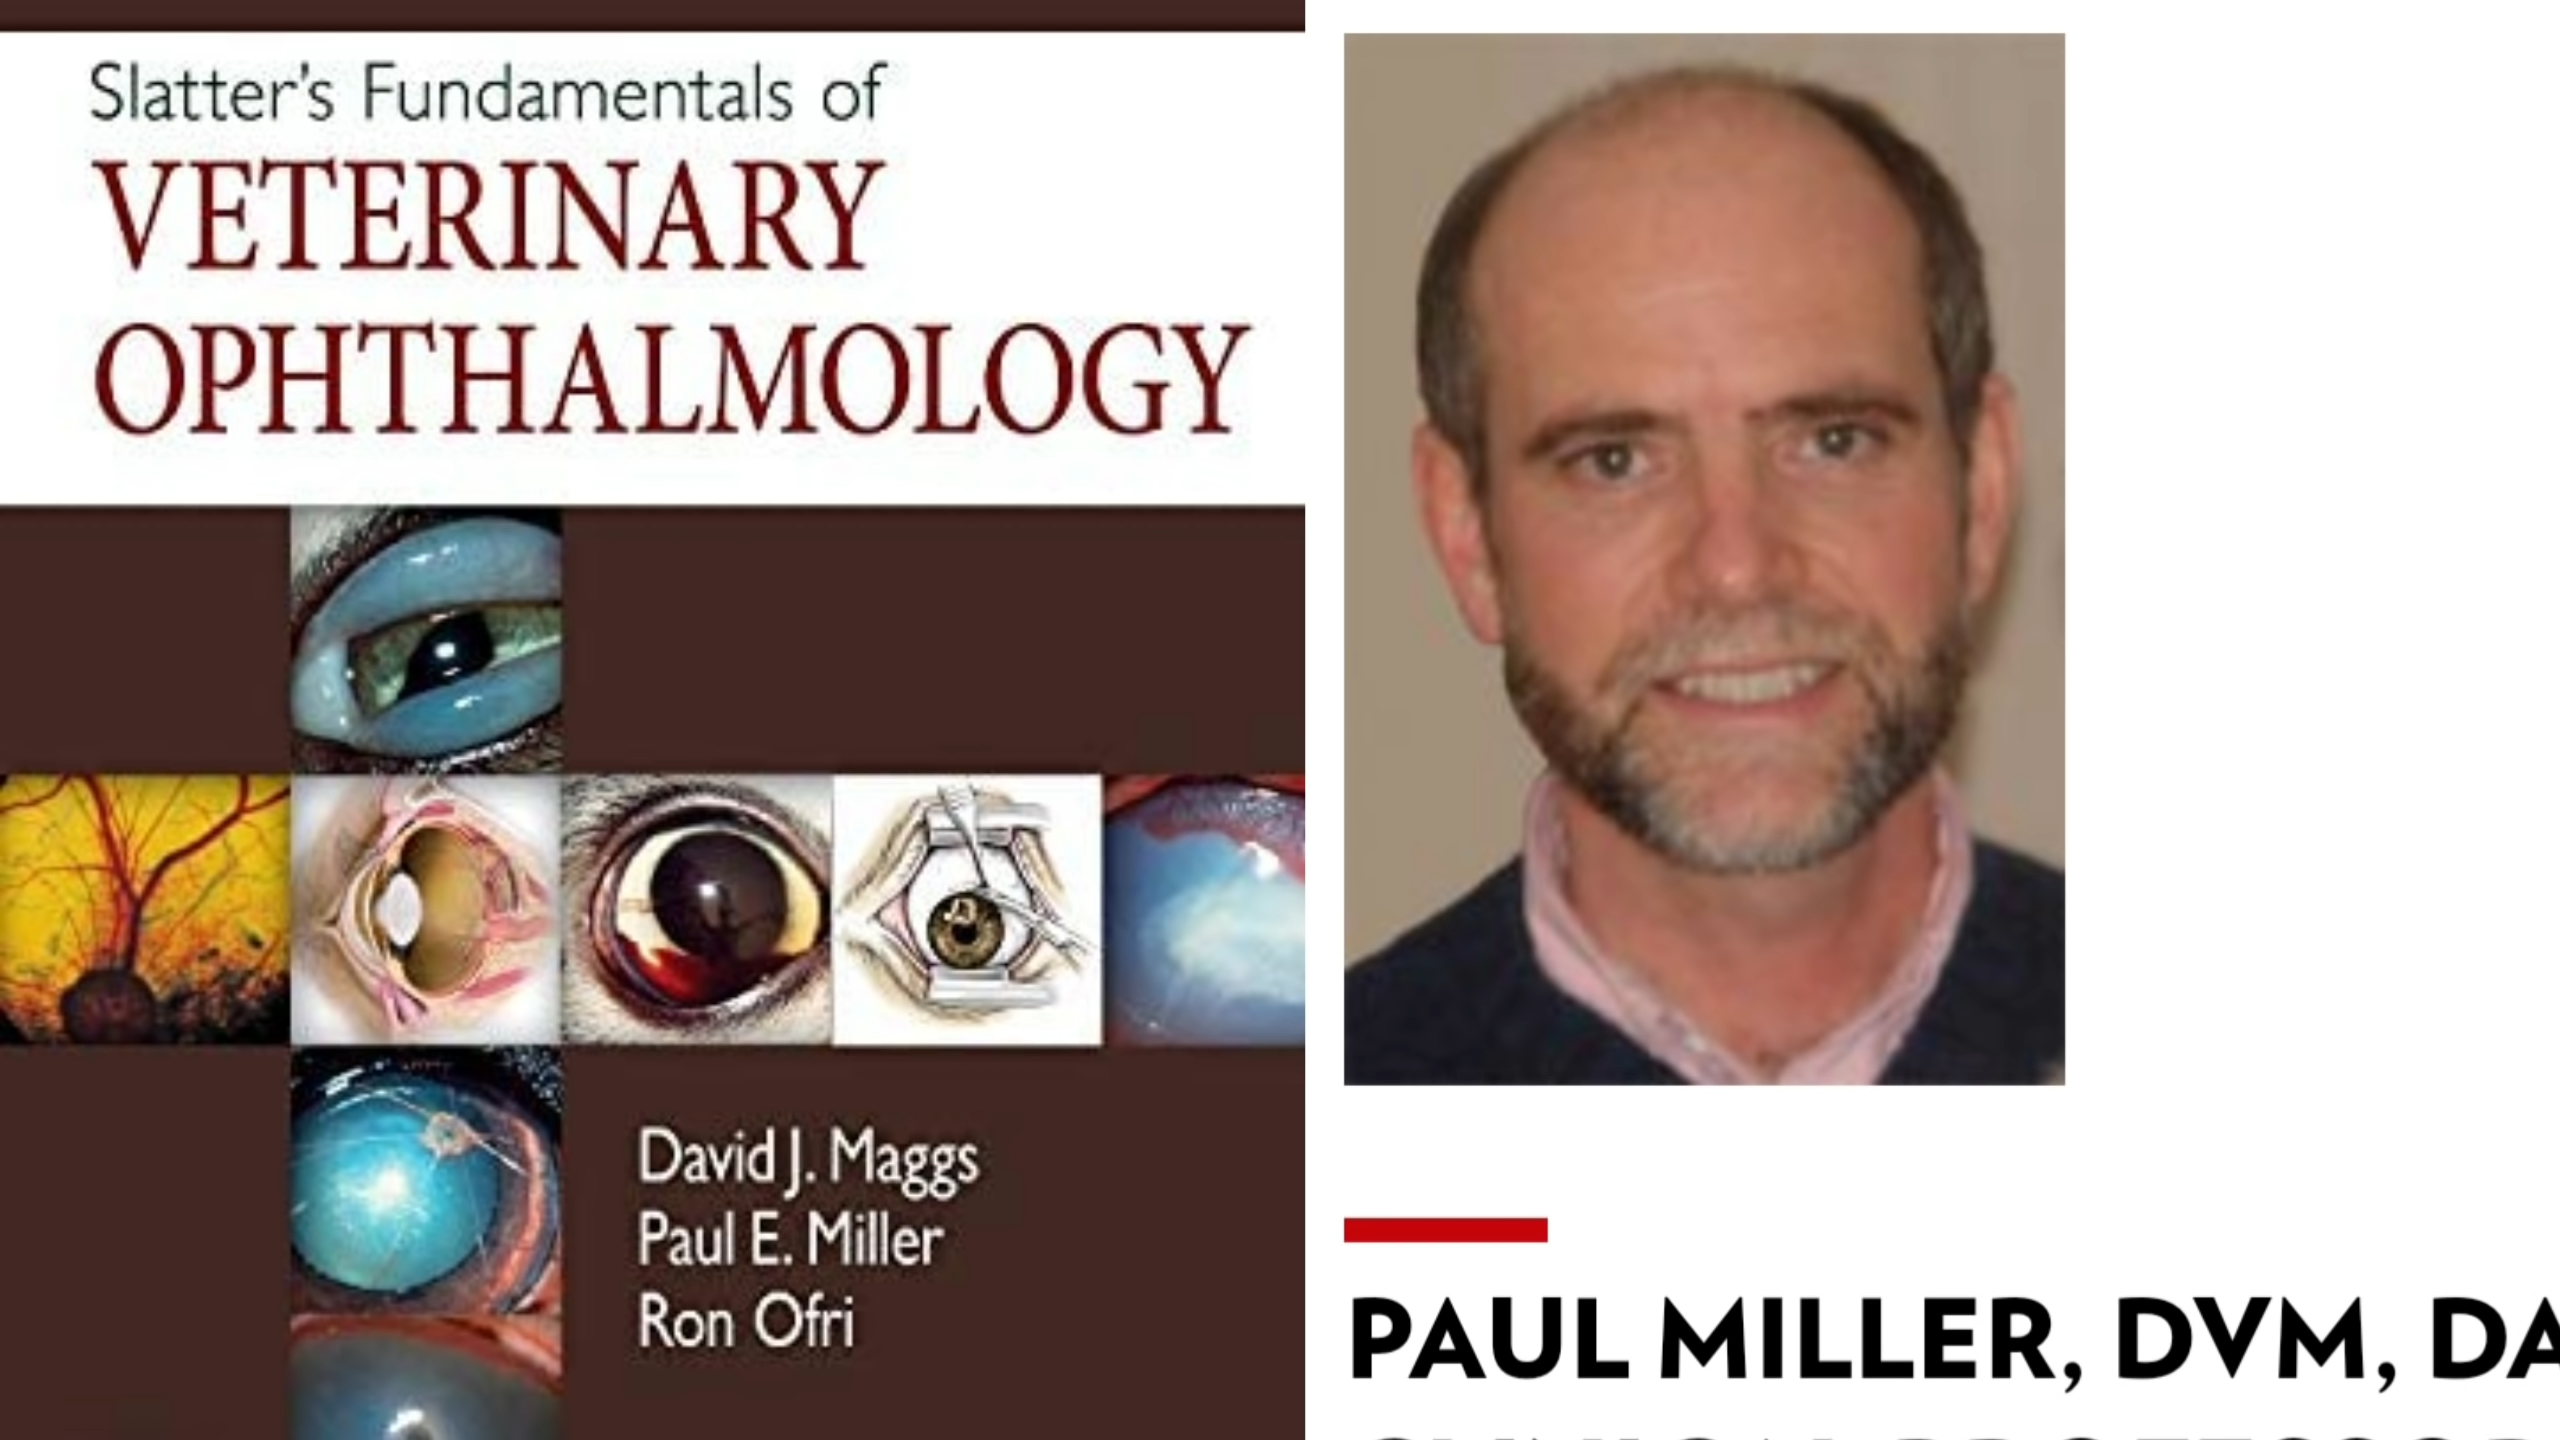 Slatter's Fundamentals of
VETERINARY
OPHTHALMOLOGY
David J. Maggs
Paul E. Miller
Ron Ofri
PAUL MILLER, DVM, DA